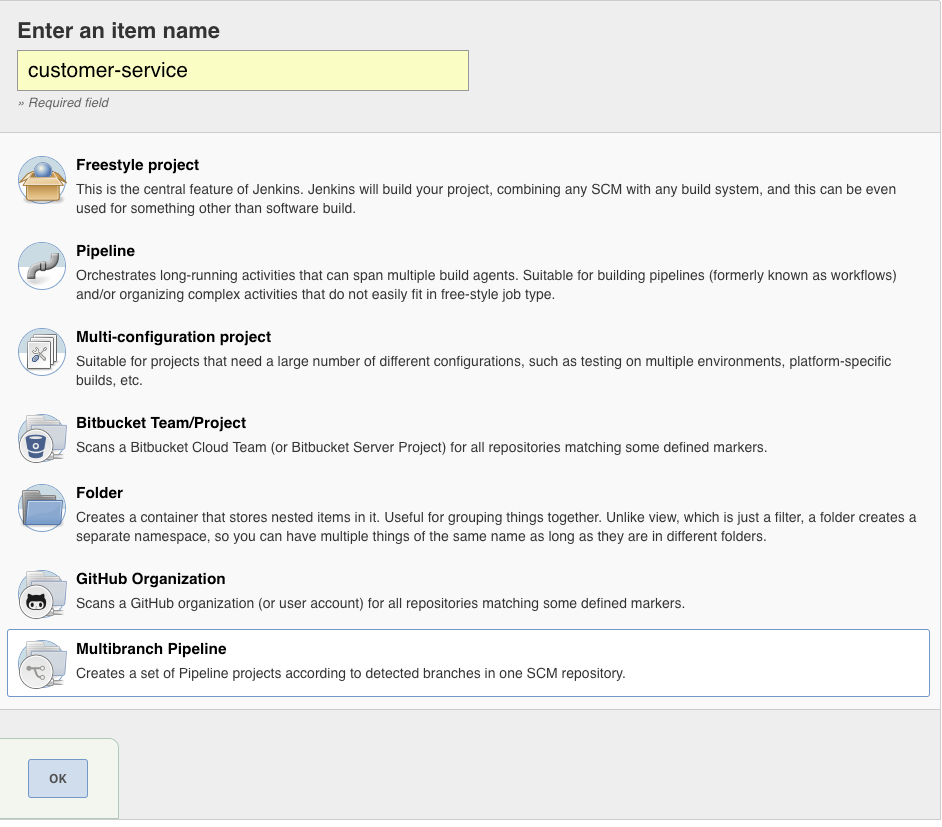 Enter an item name
customer-service
» Required field
Freestyle project
This is the central feature of Jenkins. Jenkins will build your project, combining any SCM with any build system, and this can be even
used for something other than software build.
Pipeline
Orchestrates long-running activities that can span multiple build agents. Suitable for building pipelines (formerly known as workflows)
and/or organizing complex activities that do not easily fit in free-style job type.
Multi-configuration project
Suitable for projects that need a large number of different configurations, such as testing on multiple environments, platform-specific
builds, etc.
Bitbucket Team/Project
Scans a Bitbucket Cloud Team (or Bitbucket Server Project) for all repositories matching some defined markers.
Folder
Creates a container that stores nested items in it. Useful for grouping things together. Unlike view, which is just a filter, a folder creates a
separate namespace, so you can have multiple things of the same name as long as they are in different folders.
GitHub Organization
Scans a GitHub organization (or user account) for all repositories matching some defined markers.
Multibranch Pipeline
Creates a set of Pipeline projects according to detected branches in one SCM repository.
OK